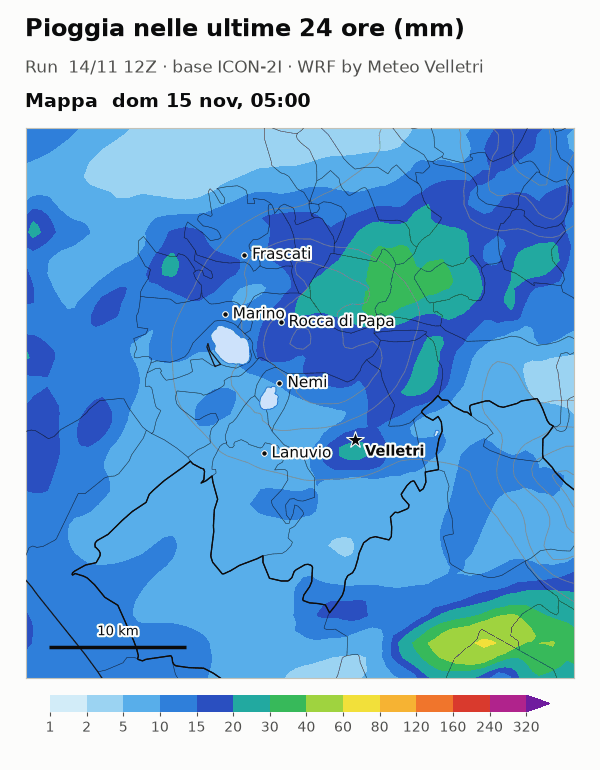 Pioggia nelle ultime 24 ore (mm)
Run  14/11 12Z · base ICON-2I · WRF by Meteo Velletri
Mappa  dom 15 nov, 05:00
Frascati
Marino
Rocca di Papa
Nemi
Velletri
Lanuvio
10 km
1 2 5 10 15 20 30 40 60 80 120 160 240 320